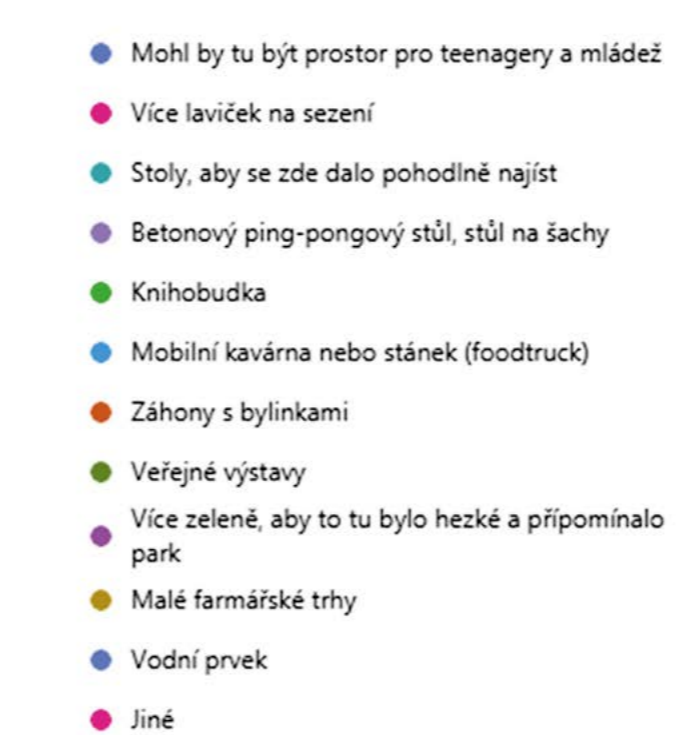 Mohl by tu být prostor pro teenagery a mládež
Více laviček na sezení
Stoly, aby se zde dalo pohodlně najíst
Betonový ping-pongový stůl, stůl na šachy
Knihobudka
Mobilní kavárna nebo stánek (foodtruck)
Záhony s bylinkami
Veřejné výstavy
Více zeleně, aby to tu bylo hezké a přípomínalo
park
Malé farmářské trhy
Vodní prvek
Jiné